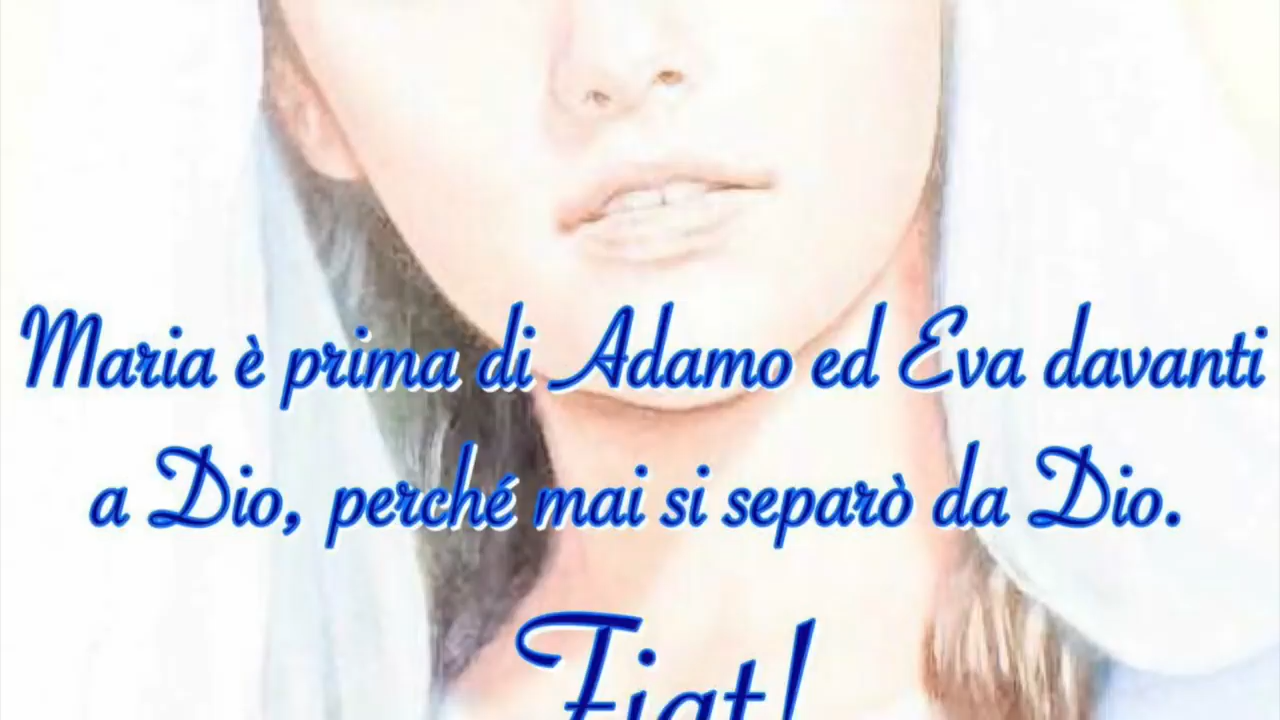 Maria è prima di Adamo ed Eva davanti
a Dio, perché mai si separò da Dio.
Fiat!